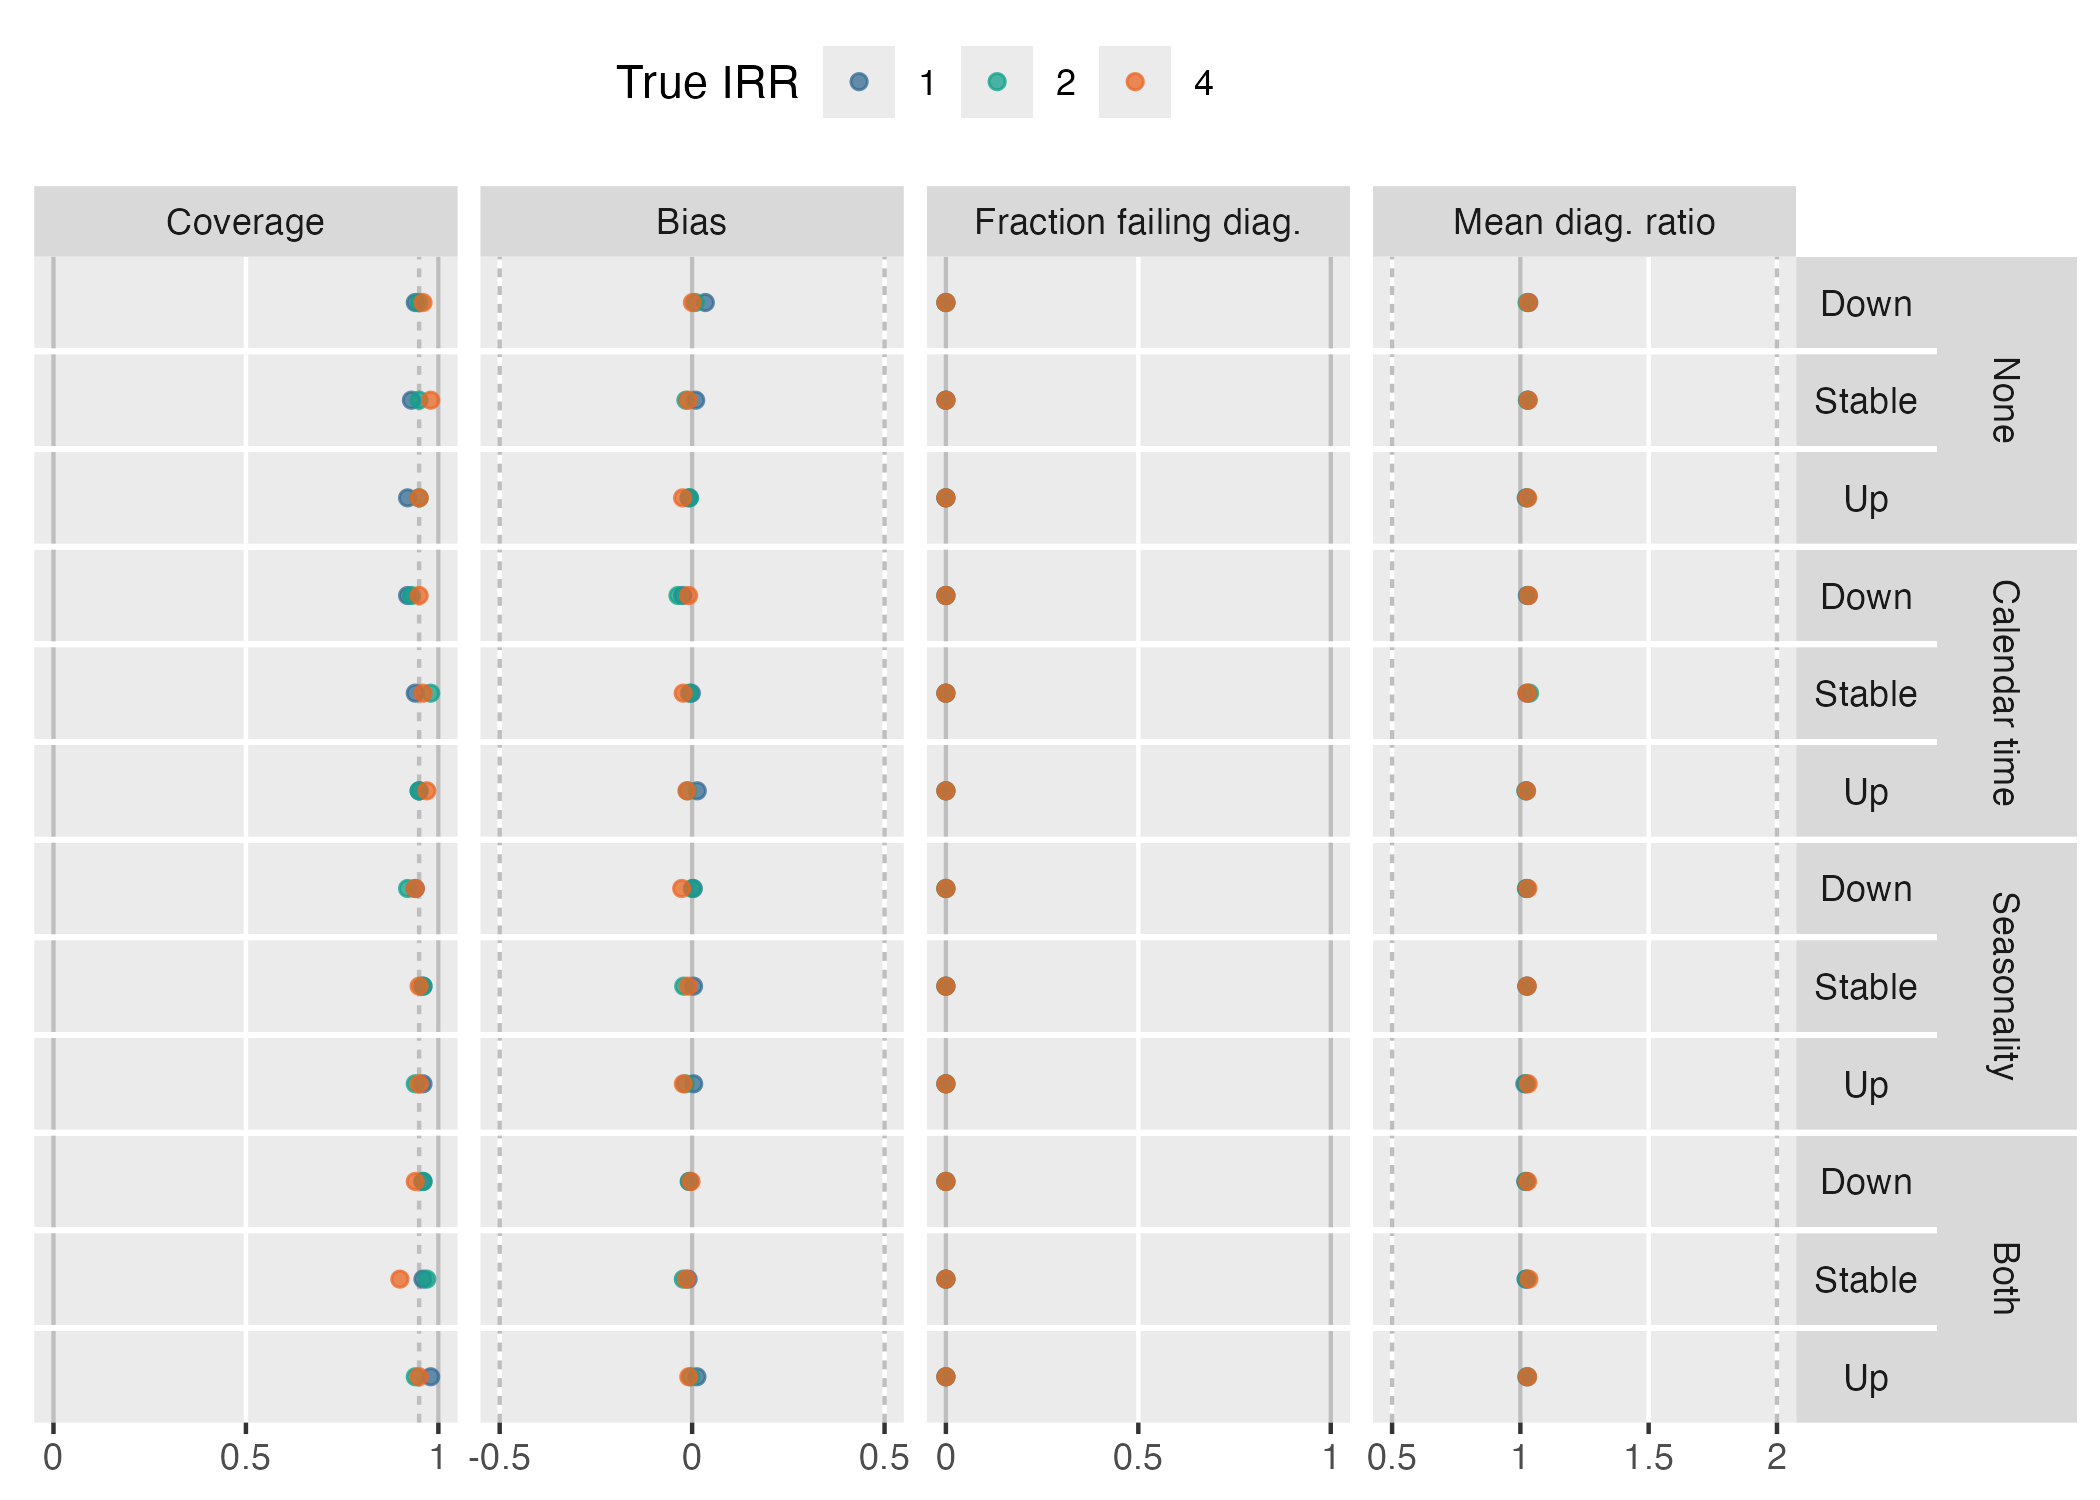 True IRR 1 2 4
Coverage Bias Fraction failing diag. Mean diag. ratio
Down
Stable
Up
None
Down
Stable
Up
Calendar time
Down
Stable
Up
Seasonality
Down
Stable
Up
Both
0 0.5 1 -0.5 0 0.5 0 0.5 1 0.5 1 1.5 2